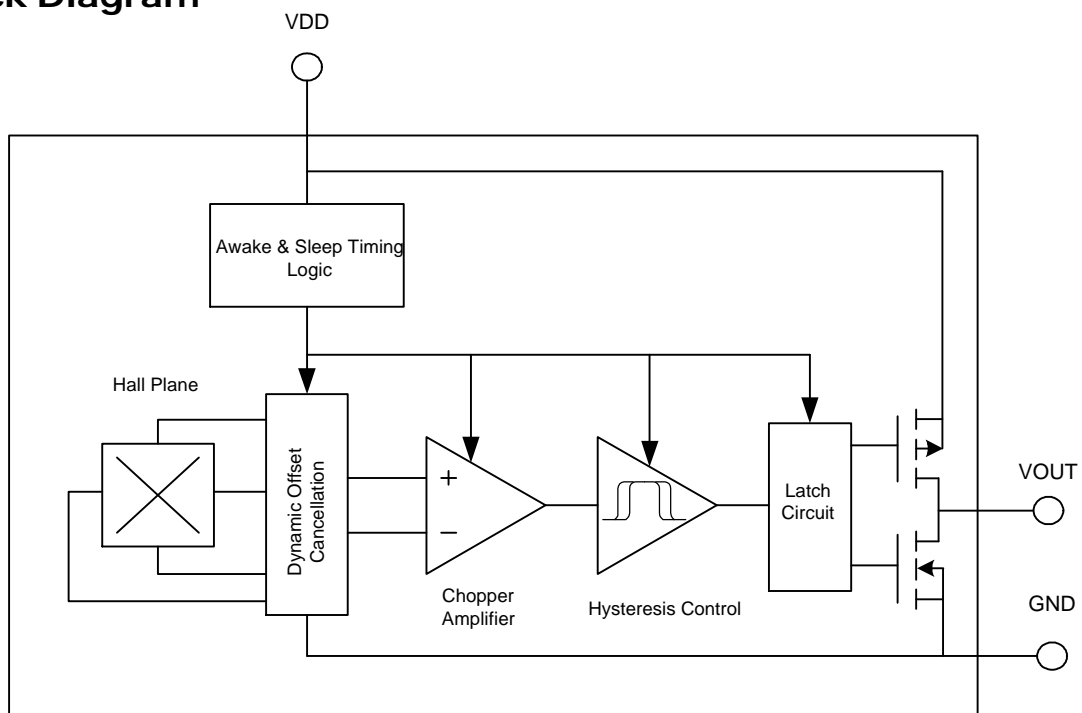 Diagram
VDD
Awake & Sleep Timing
Logic
Hall Plane
Dynamic Offset
Cancellation
+
−
Chopper
Amplifier
Hysteresis Control
Latch
Circuit
VOUT
GND